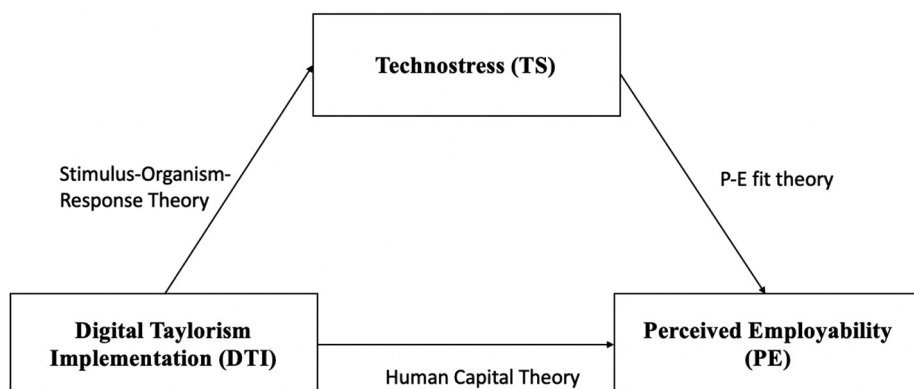 Technostress (TS)
Stimulus-Organism-
Response Theory
P-E fit theory
Digital Taylorism
Implementation (DTI)
Perceived Employability
(PE)
Human Capital Theory